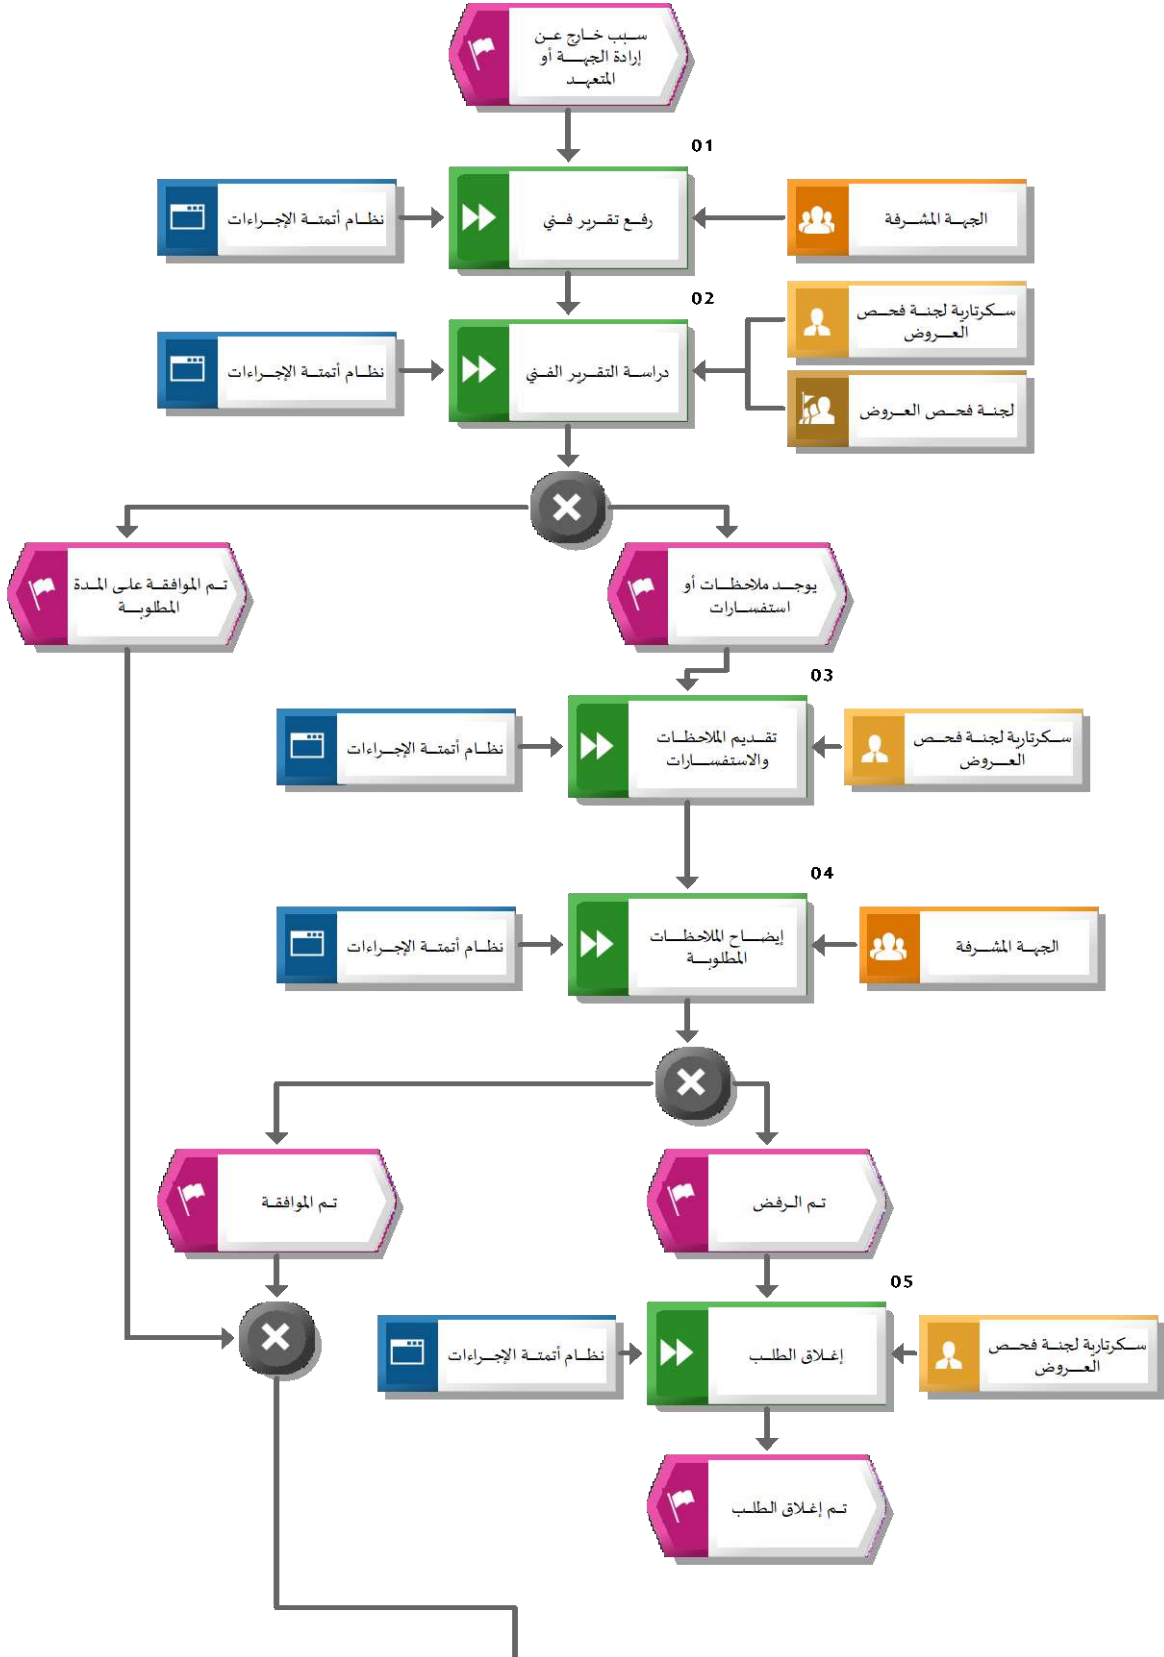 سبب خارج عن
إرادة الجهة أو
المتعهد
01
الجهة المشرفة
رفع تقرير فني
نظام أتمتة الإجراءات
02
سكرتارية لجنة فحص
العروض
دراسة التقرير الفني
نظام أتمتة الإجراءات
لجنة فحص العروض
يوجد ملاحظات أو
استفسارات
تم الموافقة على المدة
المطلوبة
03
سكرتارية لجنة فحص
العروض
تقديم الملاحظات
والاستفسارات
نظام أتمتة الإجراءات
04
الجهة المشرفة
إيضاح الملاحظات
المطلوبة
نظام أتمتة الإجراءات
تم الرفض
تم الموافقة
05
سكرتارية لجنة فحص
العروض
إغلاق الطلب
نظام أتمتة الإجراءات
تم إغلاق الطلب